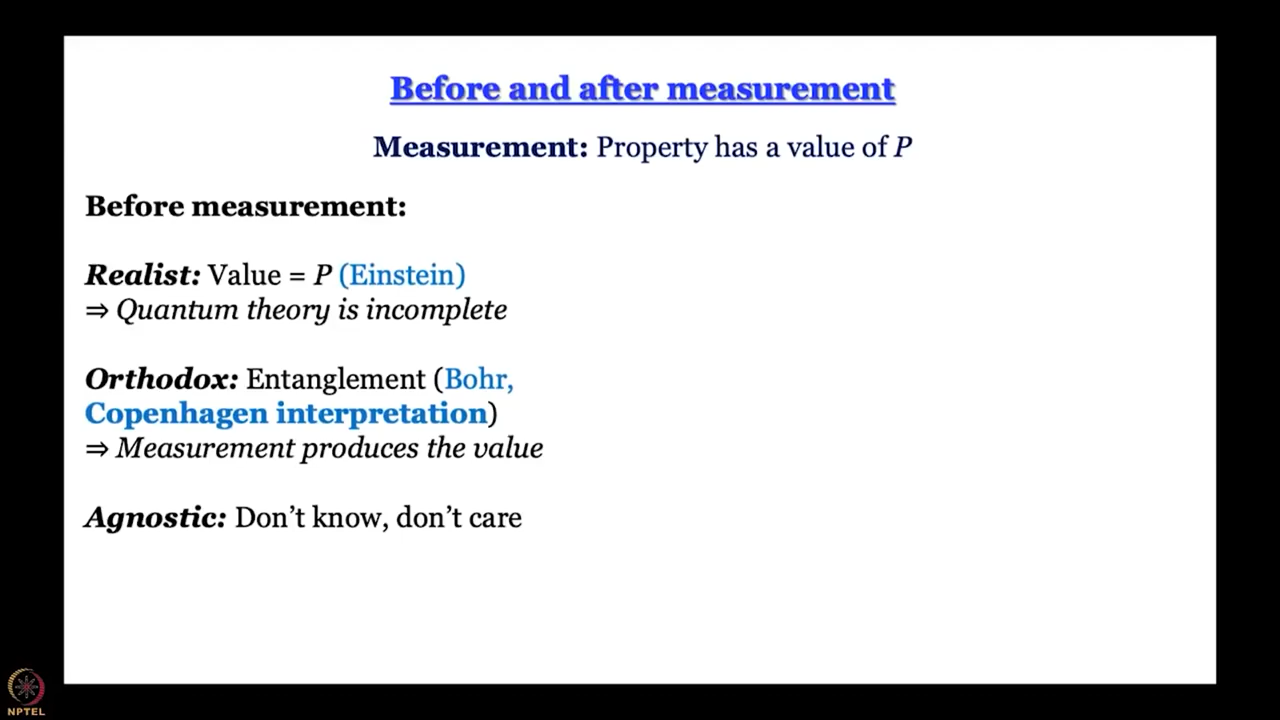 Before and after measurement
Measurement: Property has a value of P
Before measurement:
Realist: Value = P (Einstein)
⇒ Quantum theory is incomplete
Orthodox: Entanglement (Bohr,
Copenhagen interpretation)
⇒ Measurement produces the value
Agnostic: Don’t know, don’t care
NPTEL